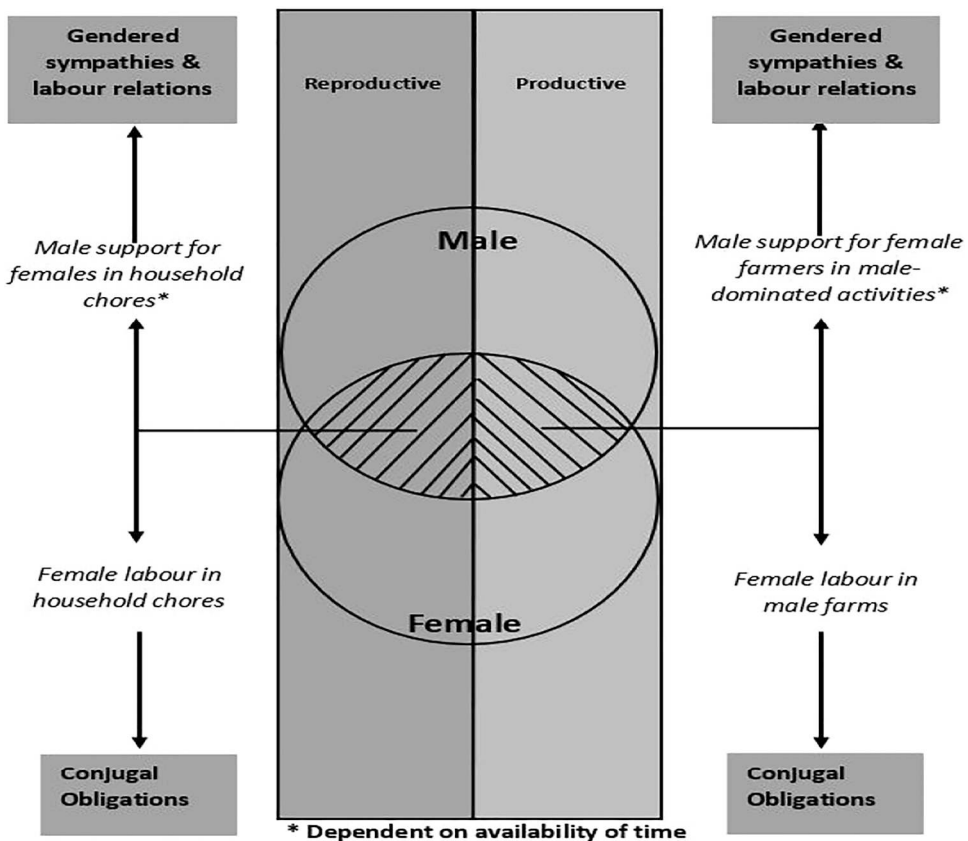 Gendered
sympathies &
labour relations
Male support for
females in household
chores*
Female labour in
household chores
Conjugal
Obligations
Reproductive
Productive
Male
Female
* Dependent on availability of time
Gendered
sympathies &
labour relations
Male support for female
farmers in male-
dominated activities*
Female labour in
male farms
Conjugal
Obligations